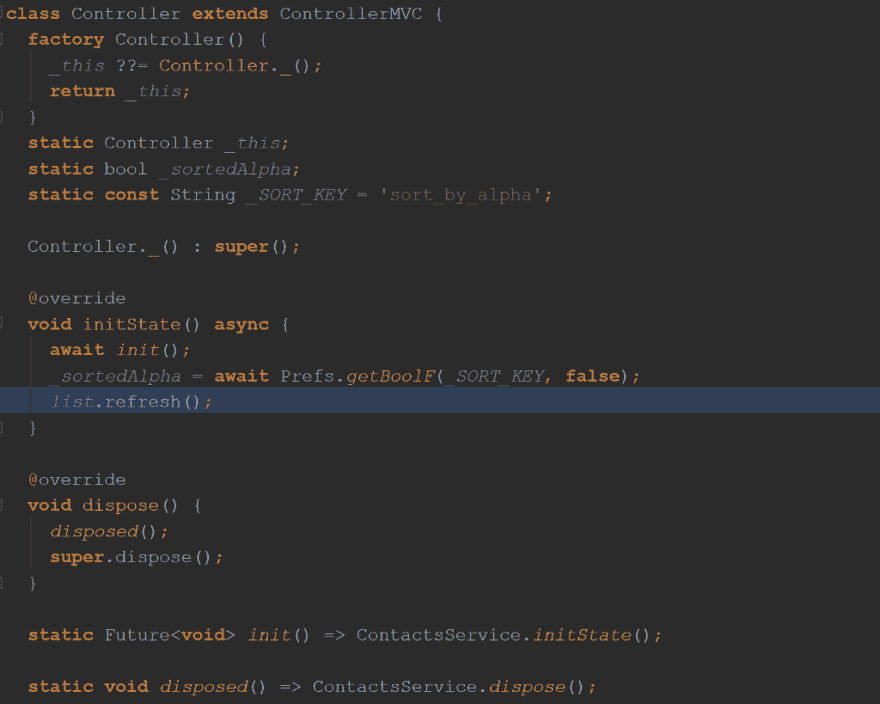 class Controller extends ControllerMVC {
  factory Controller() {
    _this ??= Controller._();
    return _this;
  }
  static Controller _this;
  static bool _sortedAlpha;
  static const String _SORT_KEY = 'sort_by_alpha';

  Controller._() : super();

  @override
  void initState() async {
    await init();
    _sortedAlpha = await Prefs.getBoolF(_SORT_KEY, false);
    list.refresh();
  }

  @override
  void dispose() {
    disposed();
    super.dispose();
  }

  static Future<void> init() => ContactsService.initState();

  static void disposed() => ContactsService.dispose();